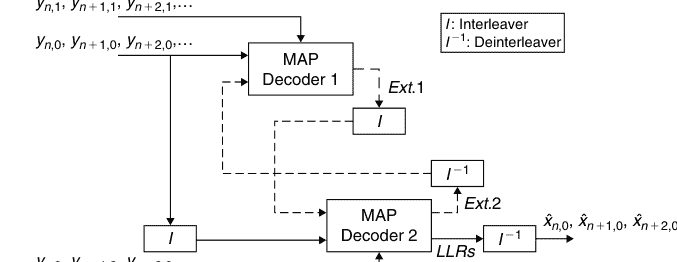 y_{n,1}, y_{n+1,1}, y_{n+2,1},...
y_{n,0}, y_{n+1,0}, y_{n+2,0},...
I: Interleaver
I^{-1}: Deinterleaver
MAP
Decoder 1
Ext.1
I
I^{-1}
Ext.2
MAP
Decoder 2
I
LLRs
I^{-1}
x̂_{n,0}, x̂_{n+1,0}, x̂_{n+2,0}